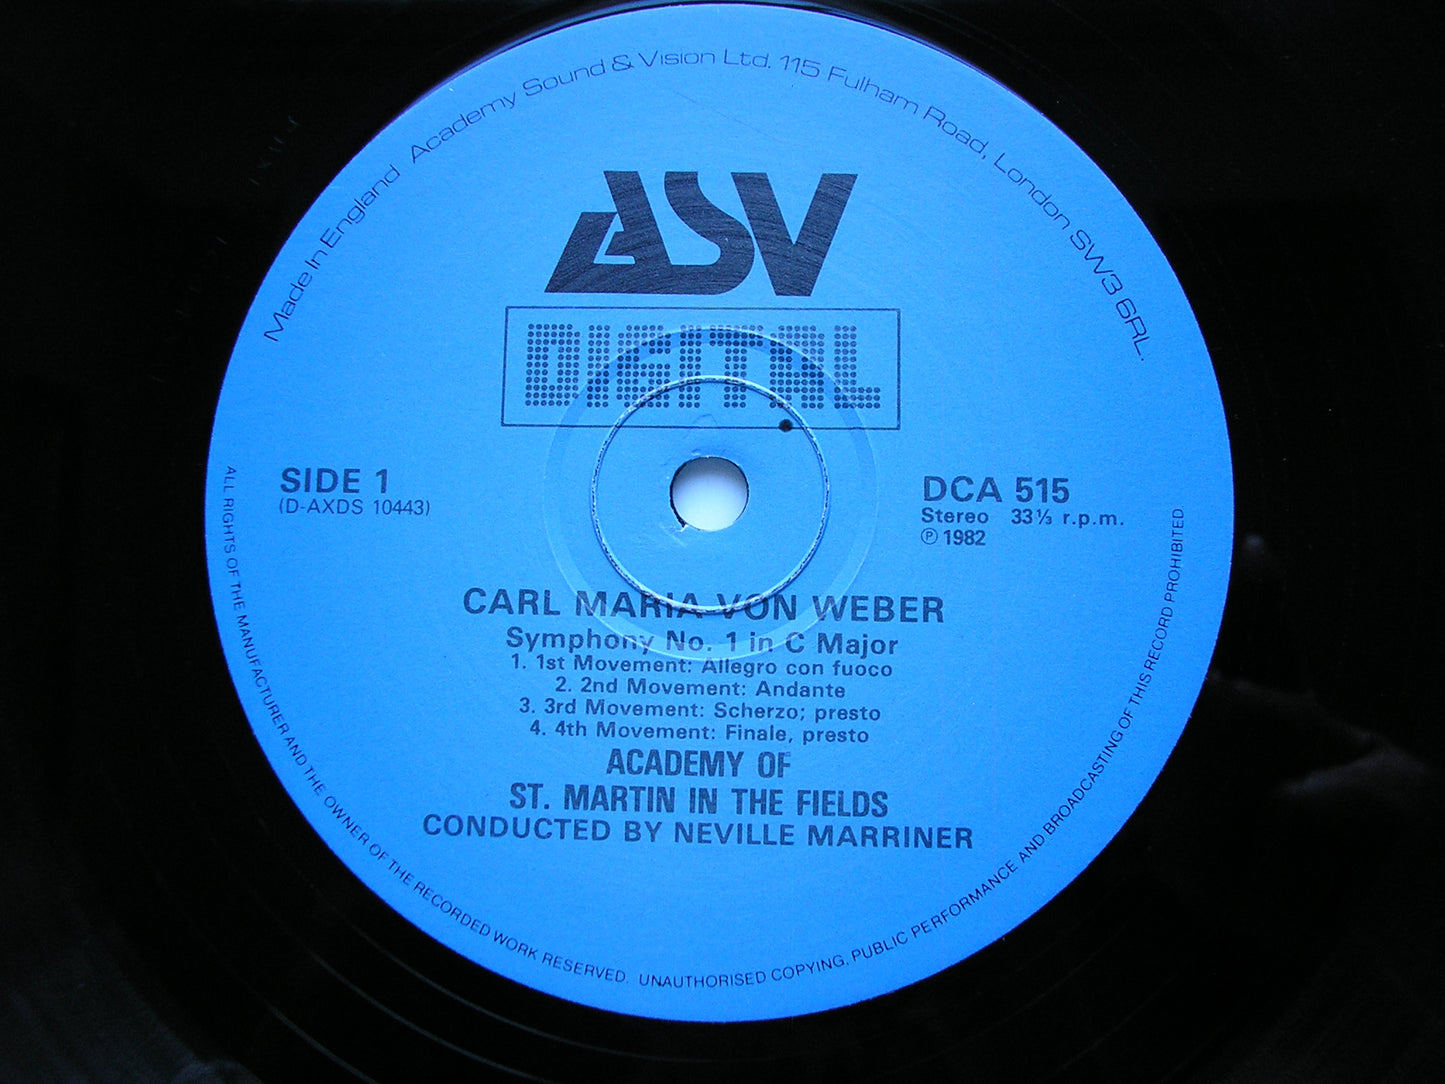 Made in England Academy Sound & Vision Ltd. 115 Fulham Road, London SW3 6RL.
ASV
DIGITAL
SIDE 1
(D-AXDS 10443)
DCA 515
Stereo 33⅓ r.p.m.
℗ 1982
CARL MARIA VON WEBER
Symphony No. 1 in C Major
1. 1st Movement: Allegro con fuoco
2. 2nd Movement: Andante
3. 3rd Movement: Scherzo; presto
4. 4th Movement: Finale, presto
ACADEMY OF
ST. MARTIN IN THE FIELDS
CONDUCTED BY NEVILLE MARRINER
ALL RIGHTS OF THE MANUFACTURER AND THE OWNER OF THE RECORDED WORK RESERVED. UNAUTHORISED COPYING, PUBLIC PERFORMANCE AND BROADCASTING OF THIS RECORD PROHIBITED